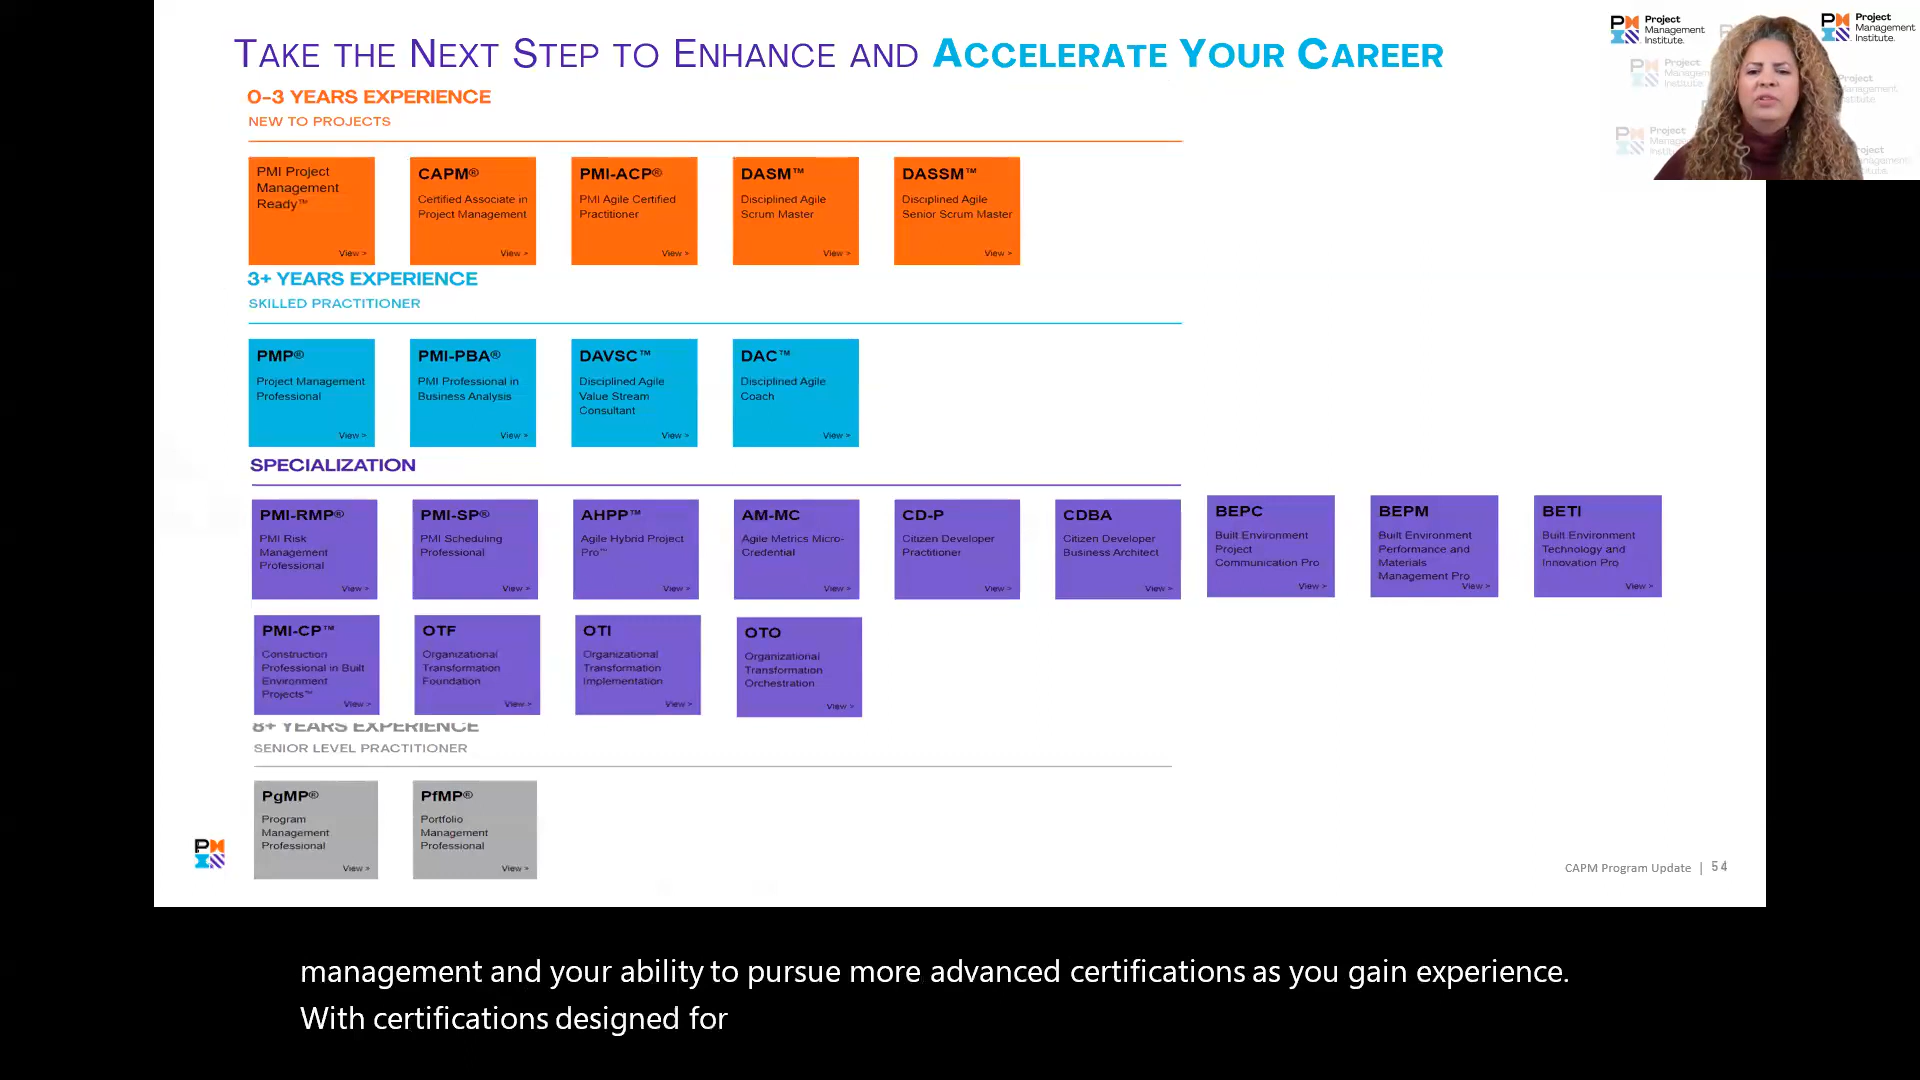 TAKE THE NEXT STEP TO ENHANCE AND ACCELERATE YOUR CAREER
Project
Management
Institute.
Project
Management
Institute.
0-3 YEARS EXPERIENCE
NEW TO PROJECTS
PMI Project
Management
Ready™
View >
CAPM®
Certified Associate in
Project Management
View >
PMI-ACP®
PMI Agile Certified
Practitioner
View >
DASM™
Disciplined Agile
Scrum Master
View >
DASSM™
Disciplined Agile
Senior Scrum Master
View >
3+ YEARS EXPERIENCE
SKILLED PRACTITIONER
PMP®
Project Management
Professional
View >
PMI-PBA®
PMI Professional in
Business Analysis
View >
DAVSC™
Disciplined Agile
Value Stream
Consultant
View >
DAC™
Disciplined Agile
Coach
View >
SPECIALIZATION
PMI-RMP®
PMI Risk
Management
Professional
View >
PMI-SP®
PMI Scheduling
Professional
View >
AHPP™
Agile Hybrid Project
Pro™
View >
AM-MC
Agile Metrics Micro-
Credential
View >
CD-P
Citizen Developer
Practitioner
View >
CDBA
Citizen Developer
Business Architect
View >
BEPC
Built Environment
Project
Communication Pro
View >
BEPM
Built Environment
Performance and
Materials
Management Pro
View >
BETI
Built Environment
Technology and
Innovation Pro
View >
PMI-CP™
Construction
Professional in Built
Environment
Projects™
View >
OTF
Organizational
Transformation
Foundation
View >
OTI
Organizational
Transformation
Implementation
View >
OTO
Organizational
Transformation
Orchestration
View >
8+ YEARS EXPERIENCE
SENIOR LEVEL PRACTITIONER
PgMP®
Program
Management
Professional
View >
PfMP®
Portfolio
Management
Professional
View >
CAPM Program Update | 54
management and your ability to pursue more advanced certifications as you gain experience.
With certifications designed for